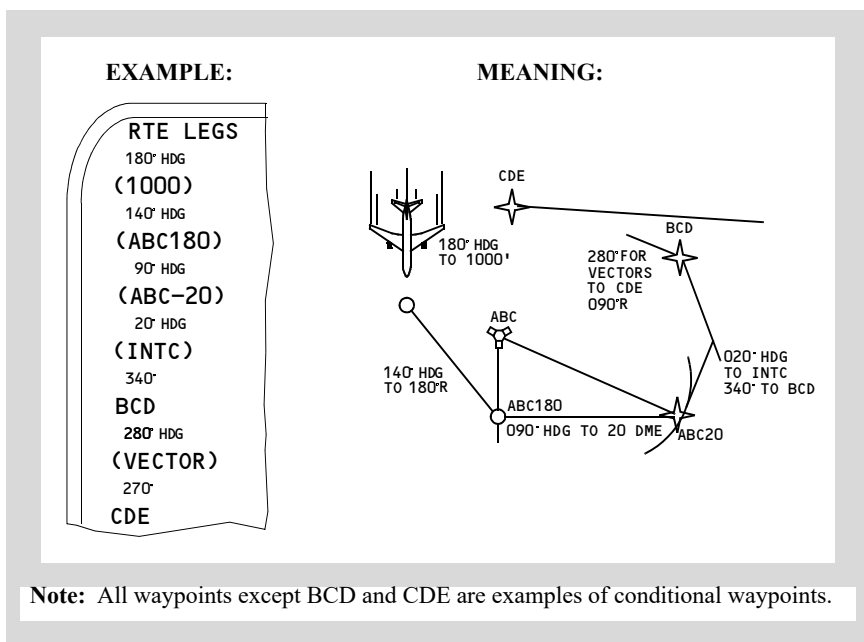 EXAMPLE:
RTE LEGS
180° HDG
(1000)
140° HDG
(ABC180)
90° HDG
(ABC-20)
20° HDG
(INTC)
340°
BCD
280° HDG
(VECTOR)
270°
CDE
MEANING:
CDE
180° HDG
TO 1000'
BCD
280° FOR
VECTORS
TO CDE
090°R
ABC
140° HDG
TO 180°R
020° HDG
TO INTC
340° TO BCD
ABC180
090° HDG TO 20 DME
ABC20
Note: All waypoints except BCD and CDE are examples of conditional waypoints.